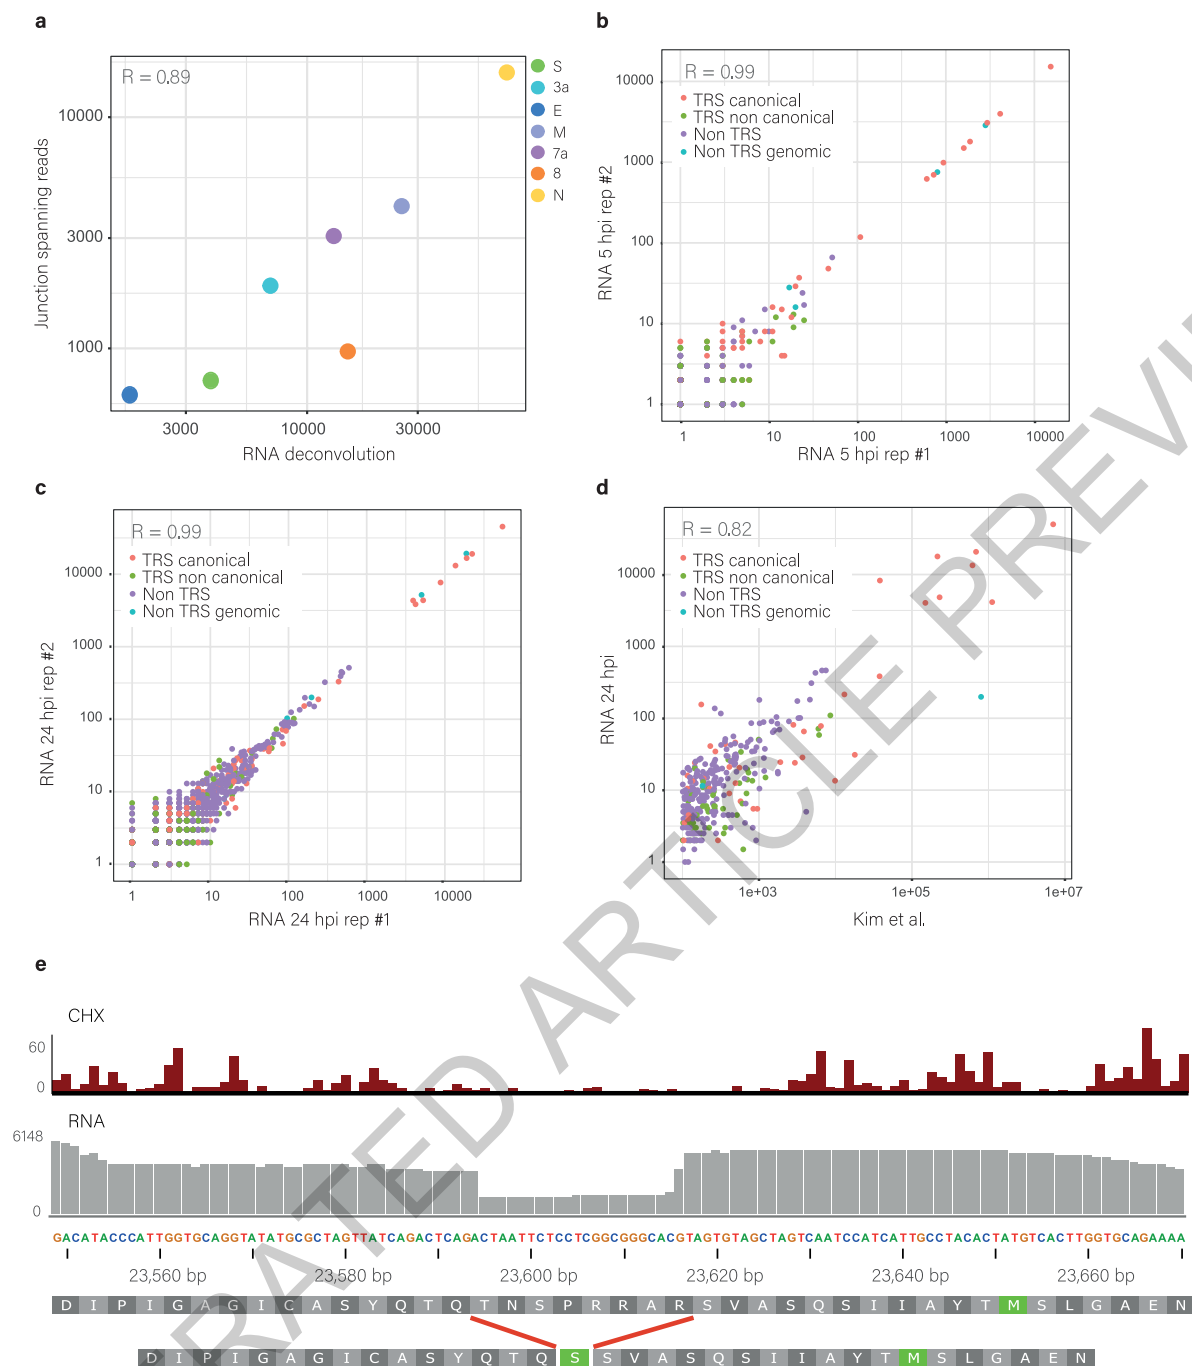 a
R = 0.89
10000
3000
1000
3000
10000
30000
Junction spanning reads
RNA deconvolution
S
3a
E
M
7a
8
N
b
R = 0.99
TRS canonical
TRS non canonical
Non TRS
Non TRS genomic
10000
1000
100
10
1
1
10
100
1000
10000
RNA 5 hpi rep #2
RNA 5 hpi rep #1
c
R = 0.99
TRS canonical
TRS non canonical
Non TRS
Non TRS genomic
10000
1000
100
10
1
1
10
100
1000
10000
RNA 24 hpi rep #2
RNA 24 hpi rep #1
d
R = 0.82
TRS canonical
TRS non canonical
Non TRS
Non TRS genomic
10000
1000
100
10
1
1e+03
1e+05
1e+07
RNA 24 hpi
Kim et al.
e
CHX
60
0
RNA
6148
0
GACATACCCATTGGTGCAGGTATATGCGCTAGTTATCAGACTCAGACTAATTCTCCTCGGCGGGCACGTAGTGTAGCTAGTCAATCCATCATTGCCTACACTATGTCACTTGGTGCAGAAAA
23,560 bp
23,580 bp
23,600 bp
23,620 bp
23,640 bp
23,660 bp
D I P I G A G I C A S Y Q T Q T N S P R R A R S V A S Q S I I A Y T M S L G A E N
D I P I G A G I C A S Y Q T Q S S V A S Q S I I A Y T M S L G A E N
RATED ARTICLE PREVI